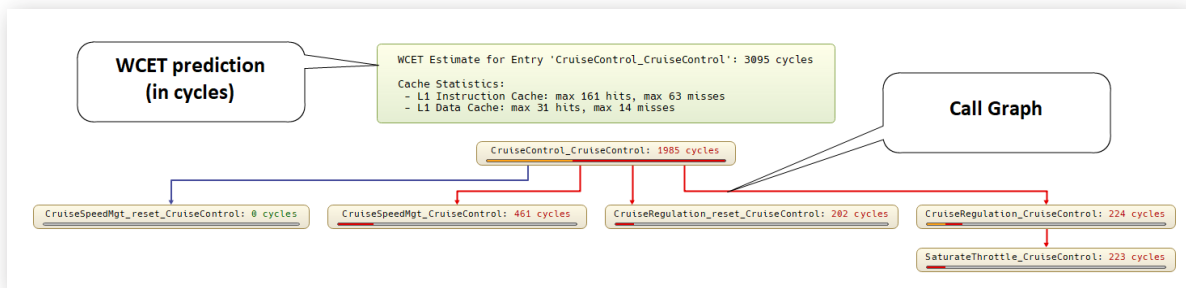 WCET prediction
(in cycles)
WCET Estimate for Entry 'CruiseControl_CruiseControl': 3095 cycles
Cache Statistics:
- L1 Instruction Cache: max 161 hits, max 63 misses
- L1 Data Cache: max 31 hits, max 14 misses
Call Graph
CruiseControl_CruiseControl: 1985 cycles
CruiseSpeedMgt_reset_CruiseControl: 0 cycles
CruiseSpeedMgt_CruiseControl: 461 cycles
CruiseRegulation_reset_CruiseControl: 202 cycles
CruiseRegulation_CruiseControl: 224 cycles
SaturateThrottle_CruiseControl: 223 cycles